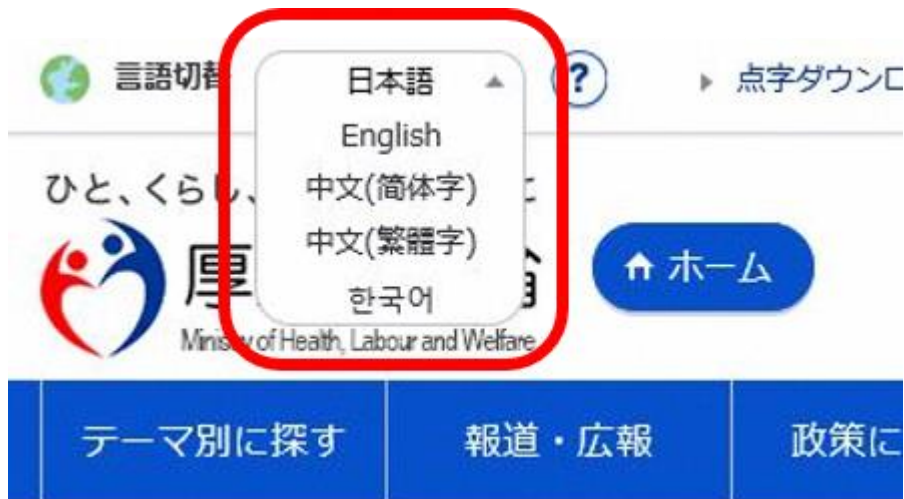 言語切替
日本語
English
中文(简体字)
中文(繁體字)
한국어
?
点字ダウンロ
ひと、くらし、
厚
Ministry of Health, Labour and Welfare
ホーム
テーマ別に探す
報道・広報
政策に